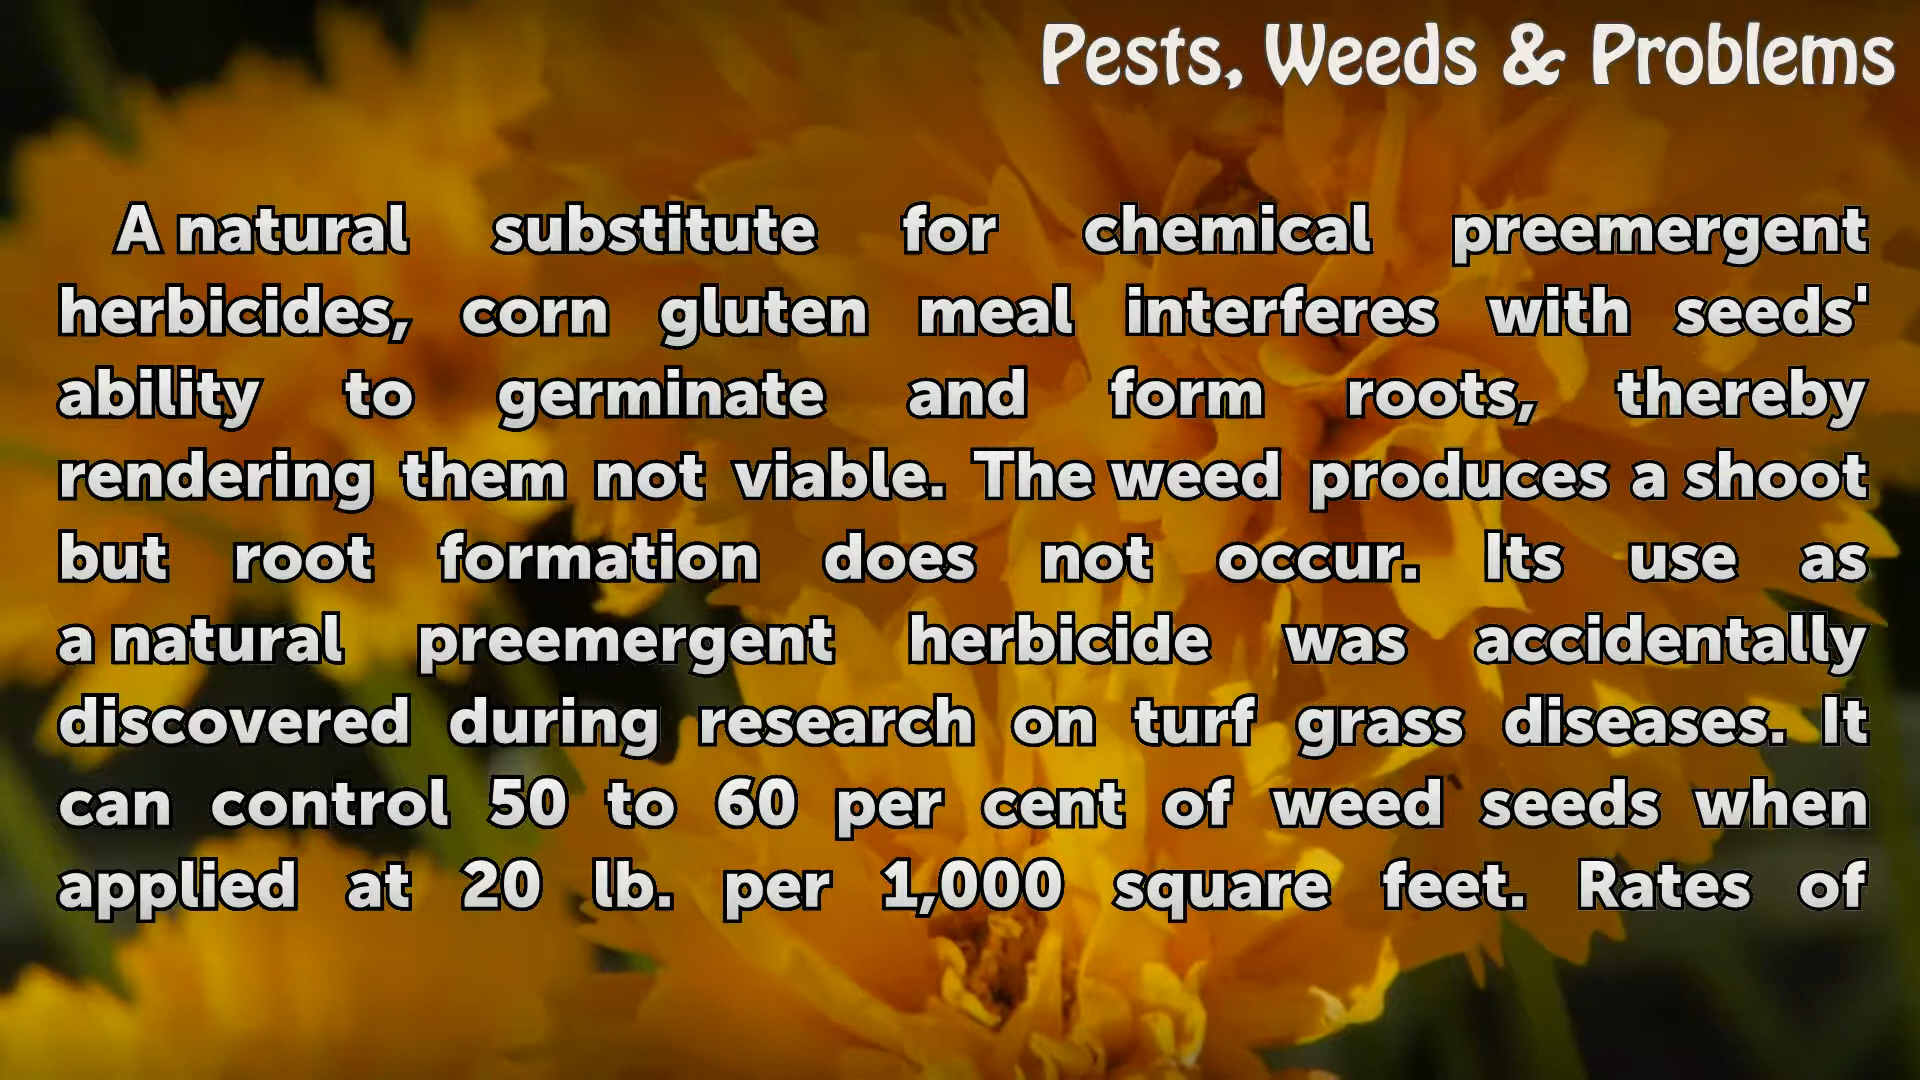 Pests, Weeds & Problems
A natural substitute for chemical preemergent
herbicides, corn gluten meal interferes with seeds'
ability to germinate and form roots, thereby
rendering them not viable. The weed produces a shoot
but root formation does not occur. Its use as
a natural preemergent herbicide was accidentally
discovered during research on turf grass diseases. It
can control 50 to 60 per cent of weed seeds when
applied at 20 lb. per 1,000 square feet. Rates of